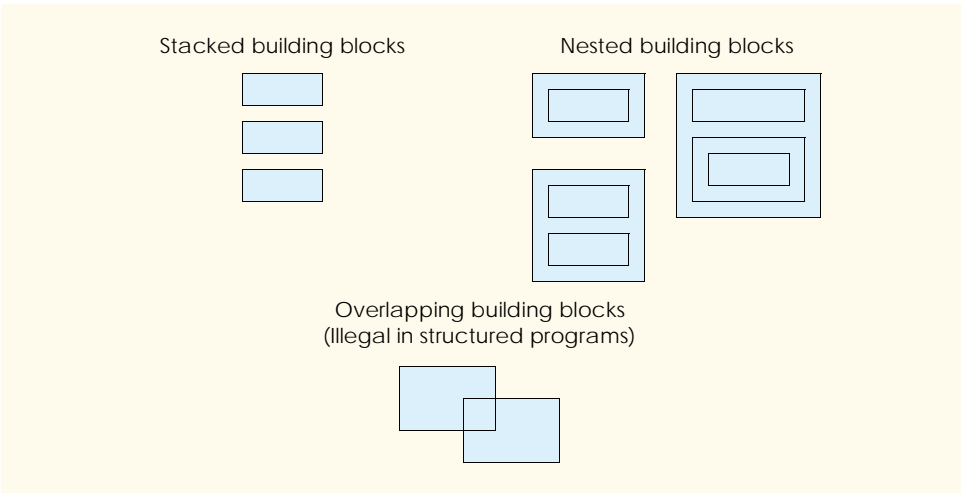 Stacked building blocks
Nested building blocks
Overlapping building blocks
(Illegal in structured programs)